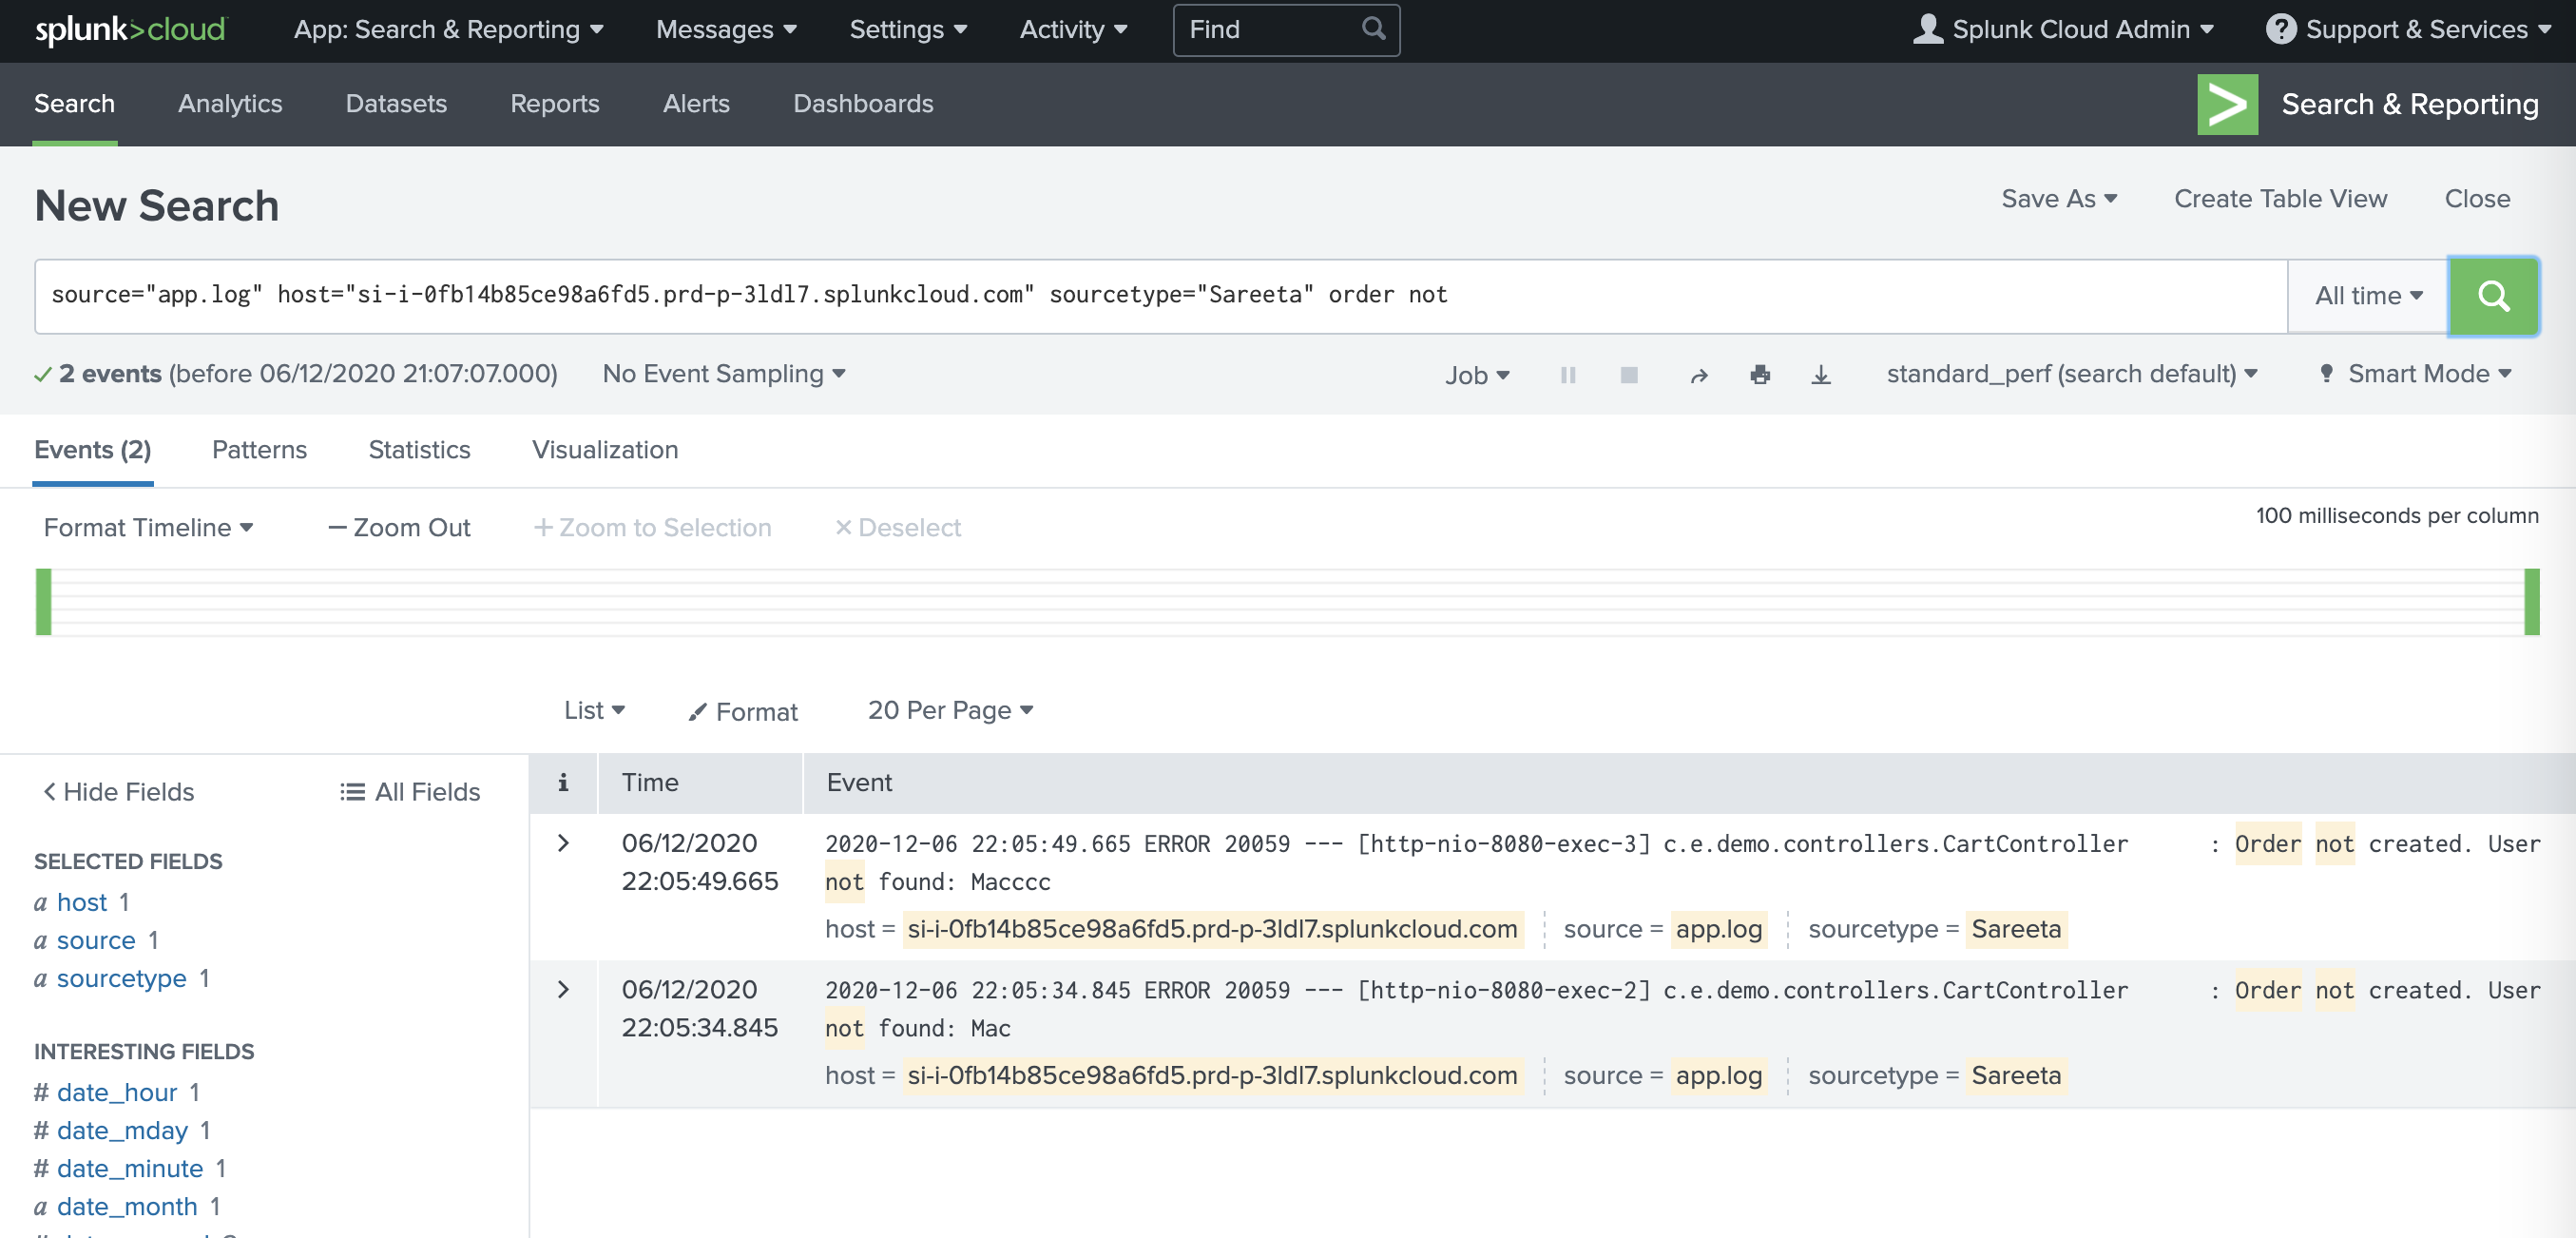 splunk>cloud App: Search & Reporting Messages Settings Activity Find Splunk Cloud Admin ? Support & Services
Search Analytics Datasets Reports Alerts Dashboards > Search & Reporting
New Search Save As Create Table View Close
source="app.log" host="si-i-0fb14b85ce98a6fd5.prd-p-3ldl7.splunkcloud.com" sourcetype="Sareeta" order not All time
✓ 2 events (before 06/12/2020 21:07:07.000) No Event Sampling Job standard_perf (search default) Smart Mode
Events (2) Patterns Statistics Visualization
Format Timeline — Zoom Out + Zoom to Selection × Deselect 100 milliseconds per column
List Format 20 Per Page
< Hide Fields All Fields
SELECTED FIELDS
a host 1
a source 1
a sourcetype 1
INTERESTING FIELDS
# date_hour 1
# date_mday 1
# date_minute 1
a date_month 1
i Time Event
> 06/12/2020 2020-12-06 22:05:49.665 ERROR 20059 --- [http-nio-8080-exec-3] c.e.demo.controllers.CartController : Order not created. User
22:05:49.665 not found: Macccc
host = si-i-0fb14b85ce98a6fd5.prd-p-3ldl7.splunkcloud.com source = app.log sourcetype = Sareeta
> 06/12/2020 2020-12-06 22:05:34.845 ERROR 20059 --- [http-nio-8080-exec-2] c.e.demo.controllers.CartController : Order not created. User
22:05:34.845 not found: Mac
host = si-i-0fb14b85ce98a6fd5.prd-p-3ldl7.splunkcloud.com source = app.log sourcetype = Sareeta